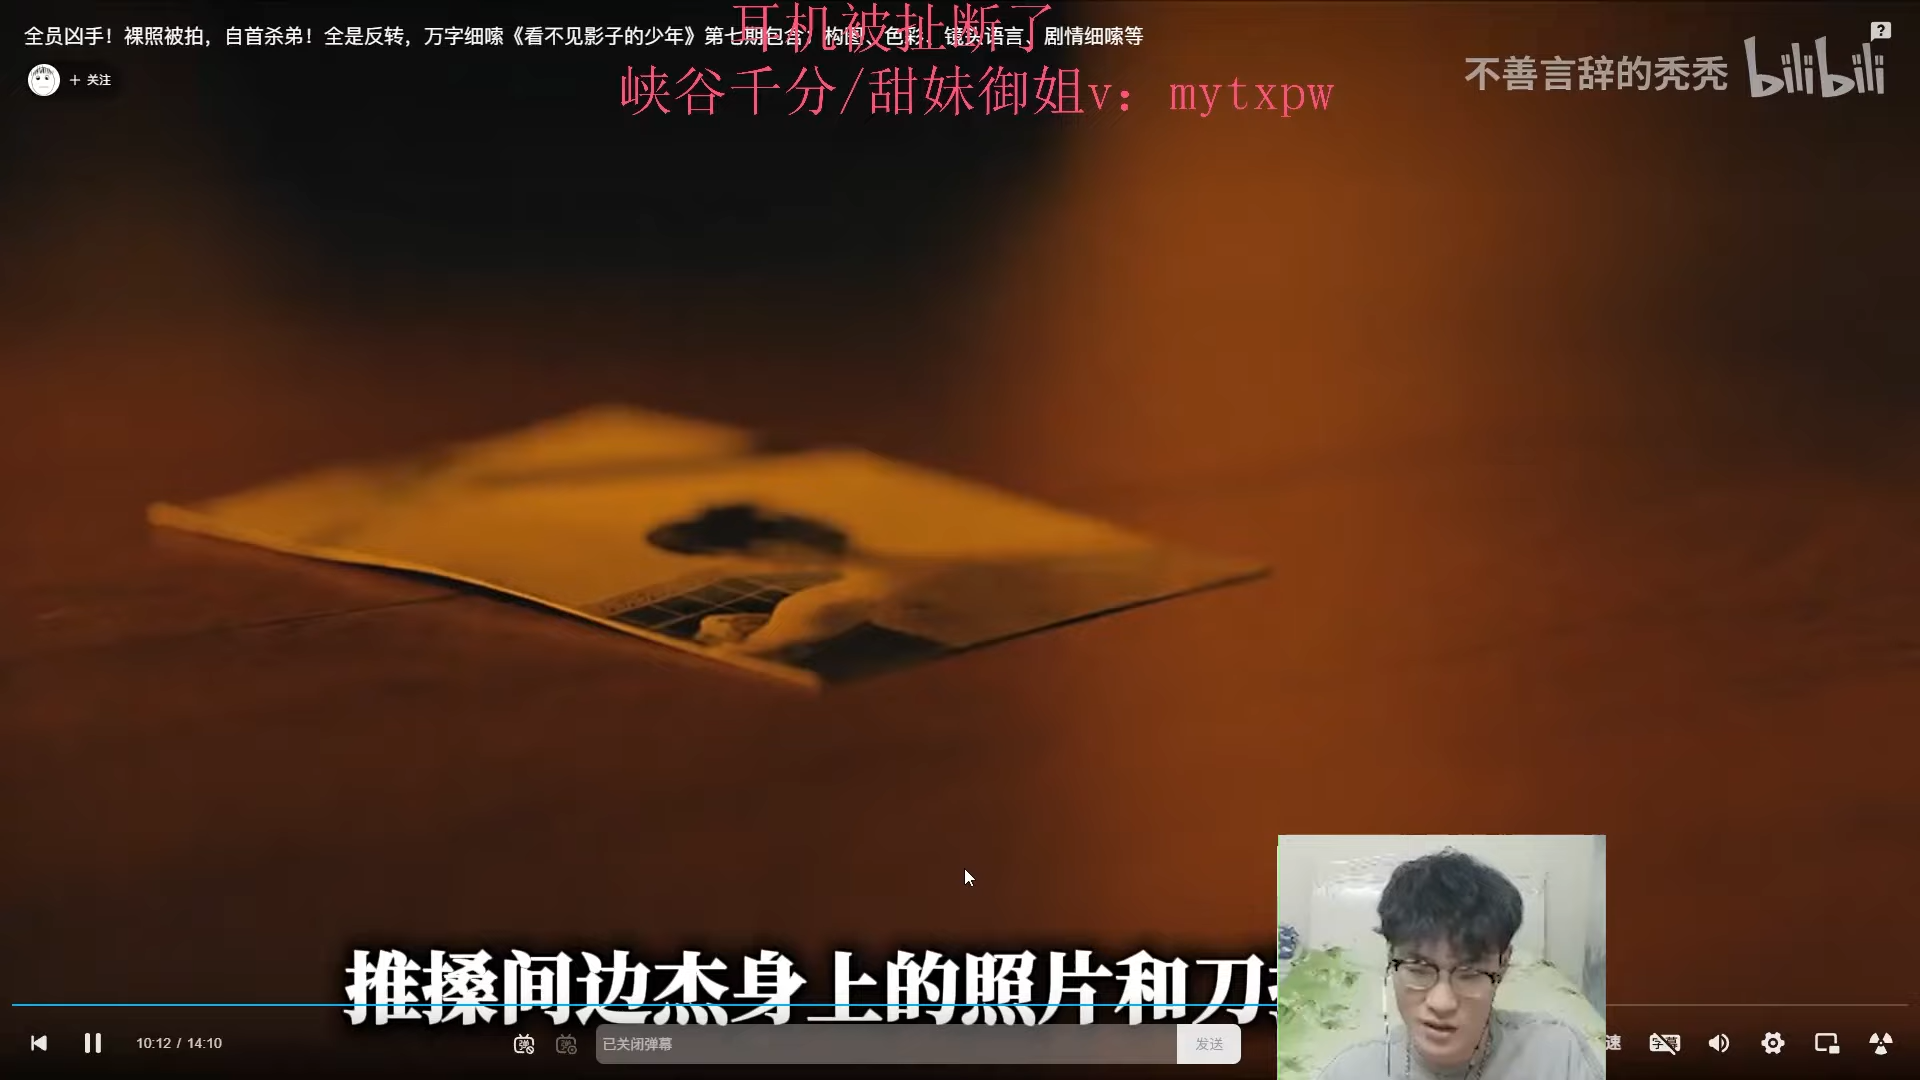 耳机被扯断了
全员凶手！裸照被拍，自首杀弟！全是反转，万字细嗦《看不见影子的少年》第七期包含：构图、色彩、镜头语言、剧情细嗦等
+ 关注
峡谷千分/甜妹御姐v：mytxpw
不善言辞的秃秃 bilibili
推搡间边杰身上的照片和刀
10:12 / 14:10
弹
弹
已关闭弹幕
发送
速
字幕